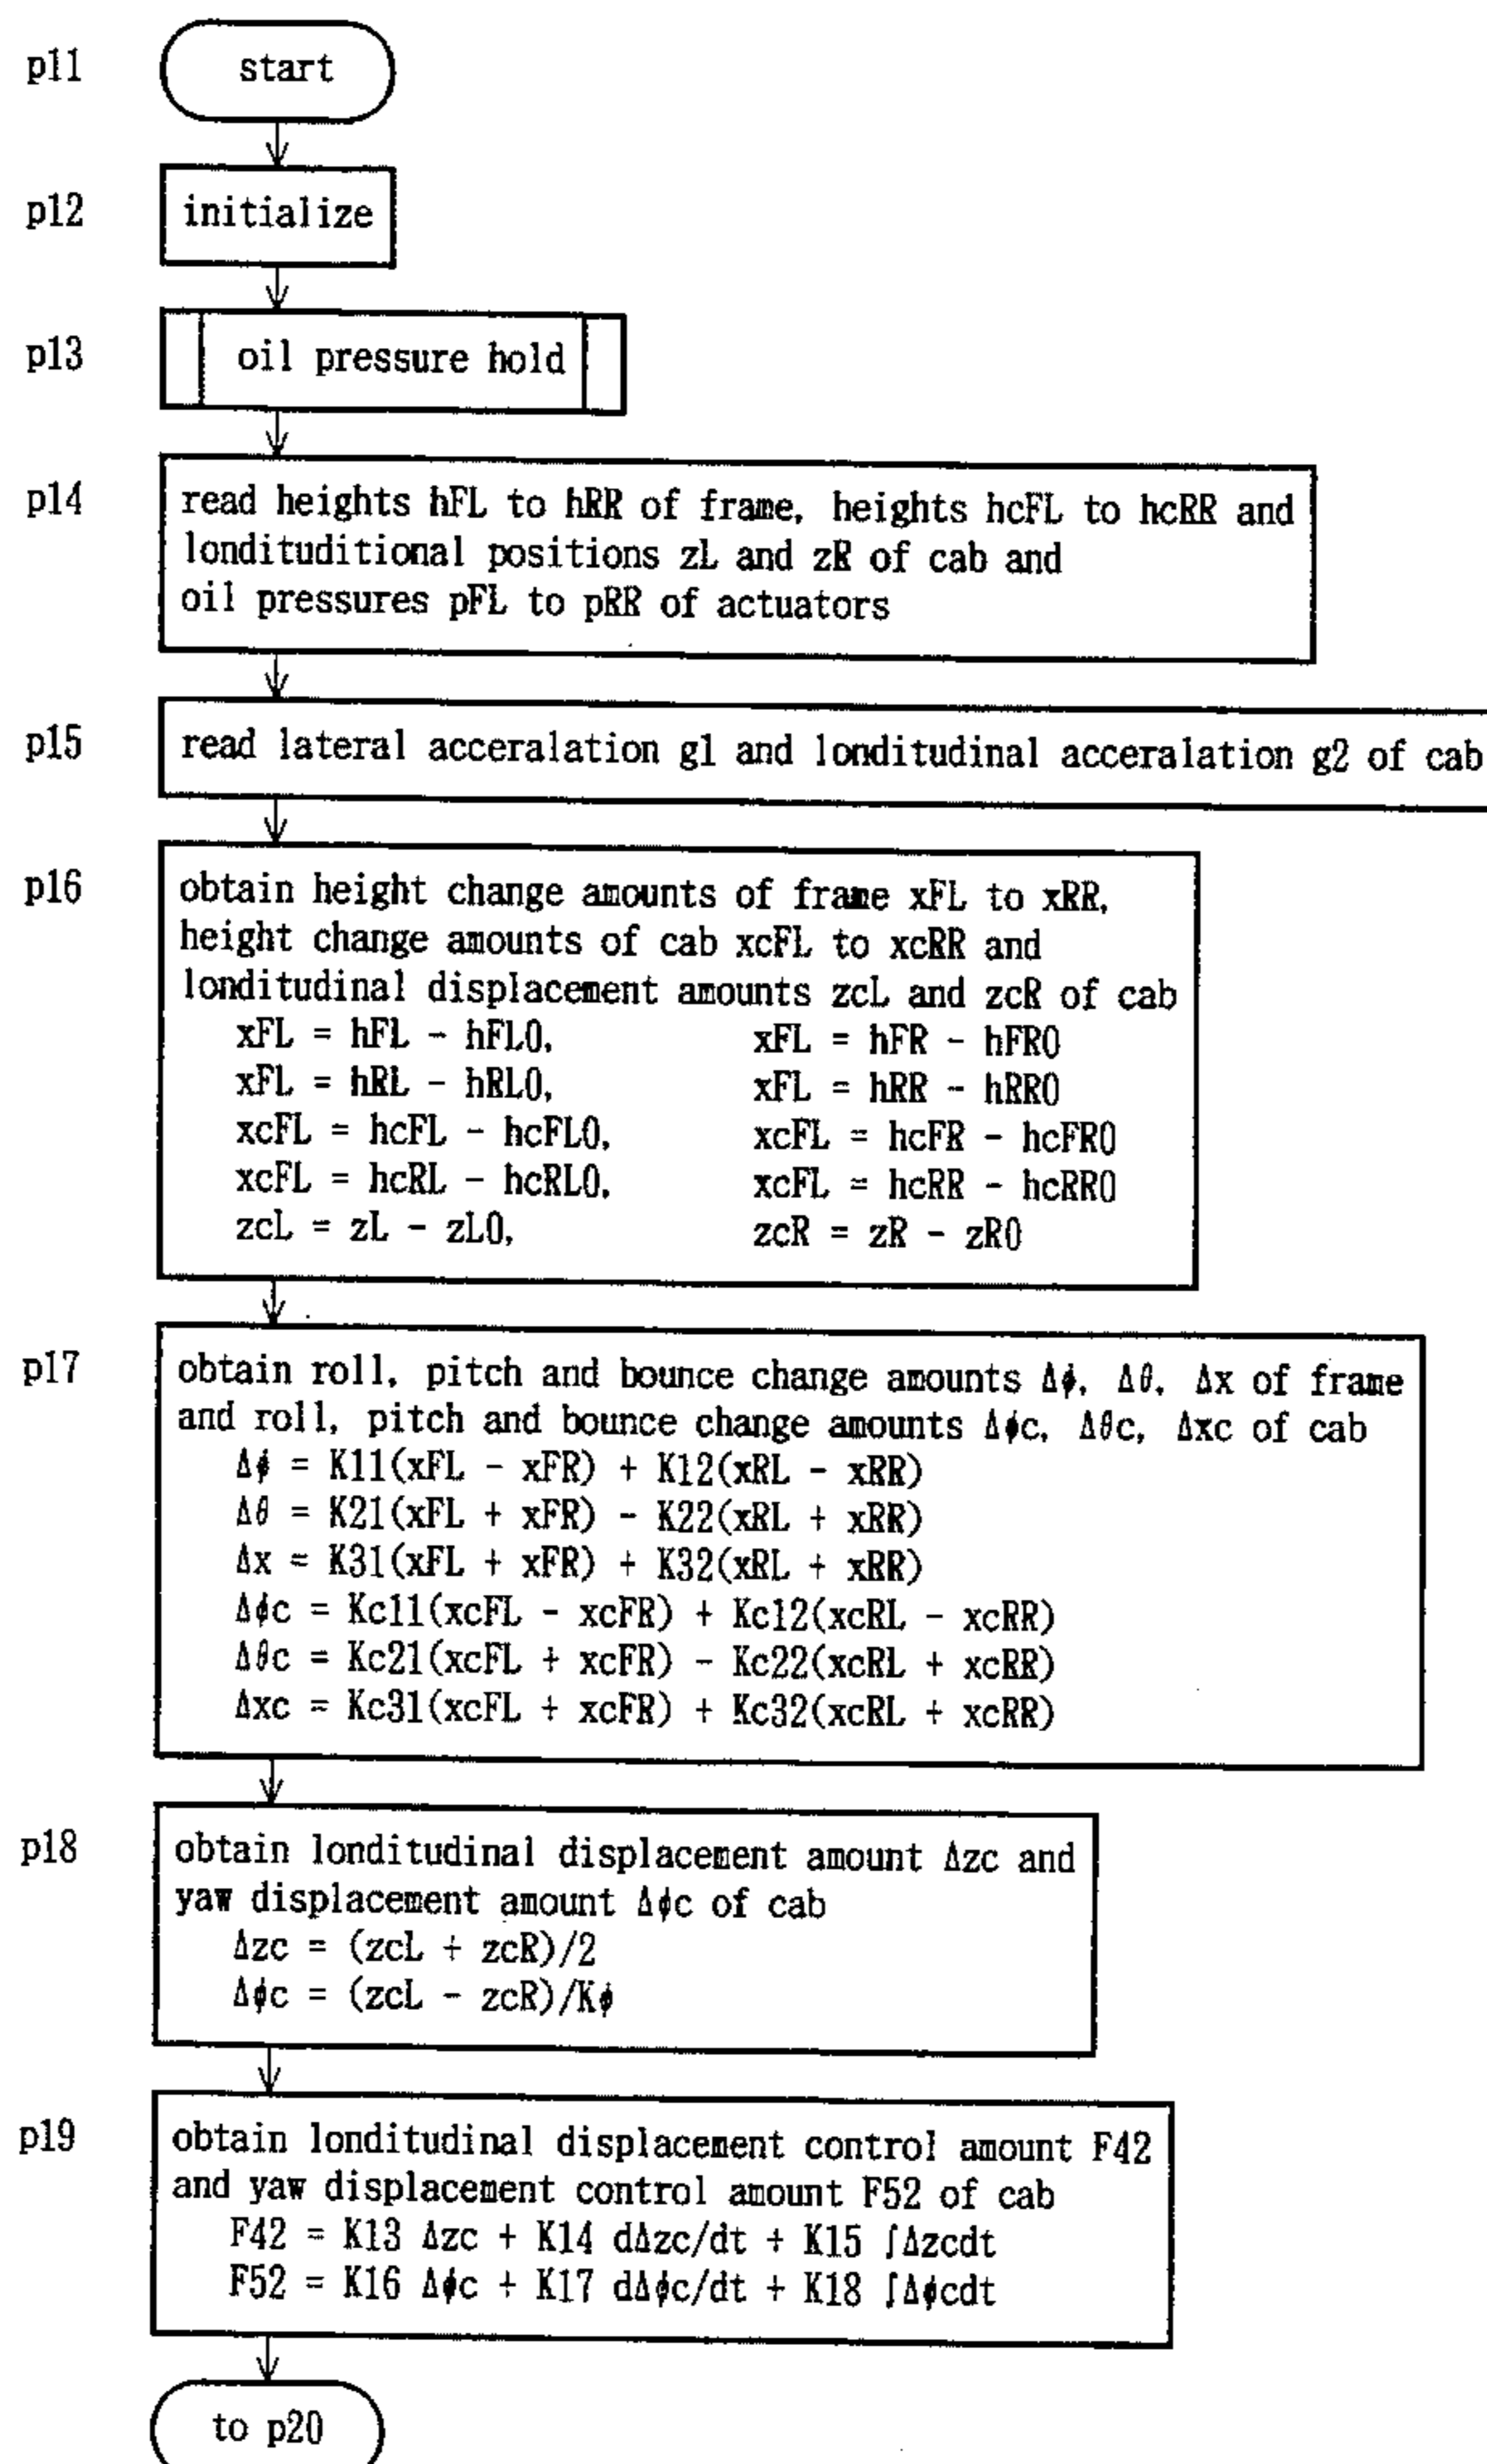 p11 start
p12 initialize
p13 oil pressure hold
p14 read heights hFL to hRR of frame, heights hcFL to hcRR and
londituditional positions zL and zR of cab and
oil pressures pFL to pRR of actuators
p15 read lateral acceralation g1 and londitudinal acceralation g2 of cab
p16 obtain height change amounts of frame xFL to xRR,
height change amounts of cab xcFL to xcRR and
londitudinal displacement amounts zcL and zcR of cab
xFL = hFL - hFL0, xFL = hFR - hFR0
xFL = hRL - hRL0, xFL = hRR - hRR0
xcFL = hcFL - hcFL0, xcFL = hcFR - hcFR0
xcFL = hcRL - hcRL0, xcFL = hcRR - hcRR0
zcL = zL - zL0, zcR = zR - zR0
p17 obtain roll, pitch and bounce change amounts Δϕ, Δθ, Δx of frame
and roll, pitch and bounce change amounts Δϕc, Δθc, Δxc of cab
Δϕ = K11(xFL - xFR) + K12(xRL - xRR)
Δθ = K21(xFL + xFR) - K22(xRL + xRR)
Δx = K31(xFL + xFR) + K32(xRL + xRR)
Δϕc = Kc11(xcFL - xcFR) + Kc12(xcRL - xcRR)
Δθc = Kc21(xcFL + xcFR) - Kc22(xcRL + xcRR)
Δxc = Kc31(xcFL + xcFR) + Kc32(xcRL + xcRR)
p18 obtain londitudinal displacement amount Δzc and
yaw displacement amount Δϕc of cab
Δzc = (zcL + zcR)/2
Δϕc = (zcL - zcR)/Kϕ
p19 obtain londitudinal displacement control amount F42
and yaw displacement control amount F52 of cab
F42 = K13 Δzc + K14 dΔzc/dt + K15 ∫Δzcdt
F52 = K16 Δϕc + K17 dΔϕc/dt + K18 ∫Δϕcdt
to p20